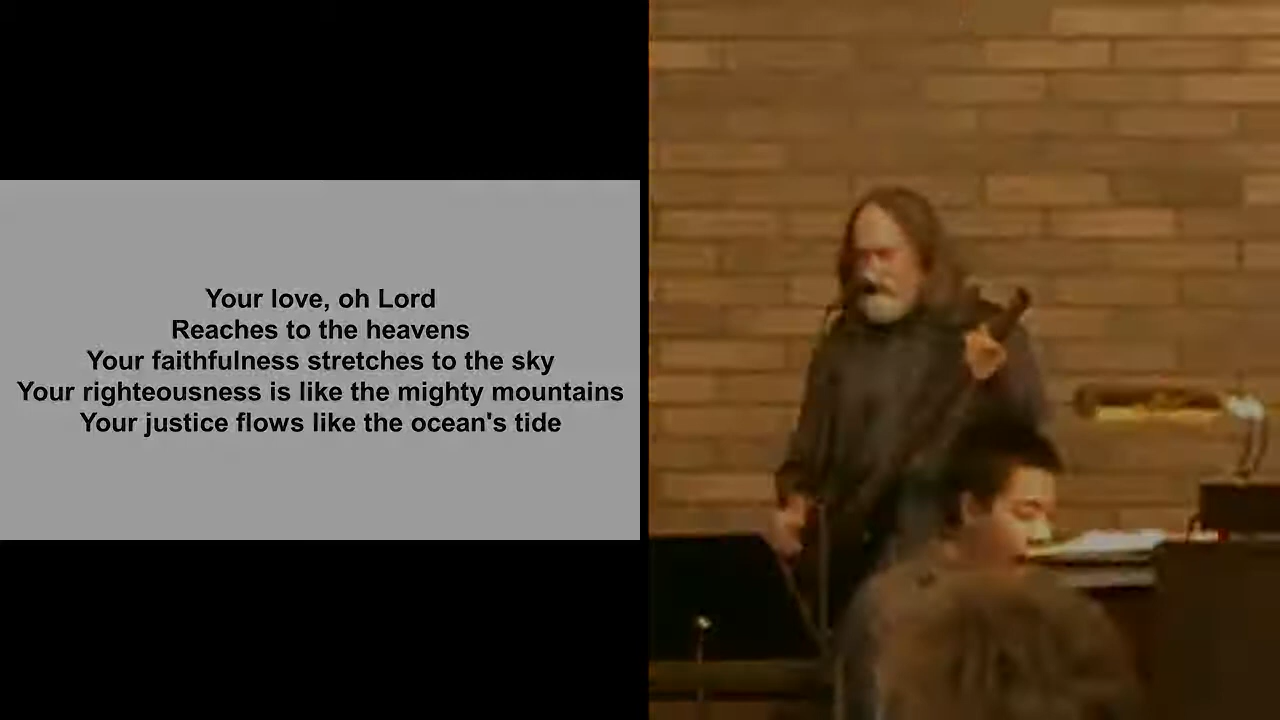 Your love, oh Lord
Reaches to the heavens
Your faithfulness stretches to the sky
Your righteousness is like the mighty mountains
Your justice flows like the ocean's tide